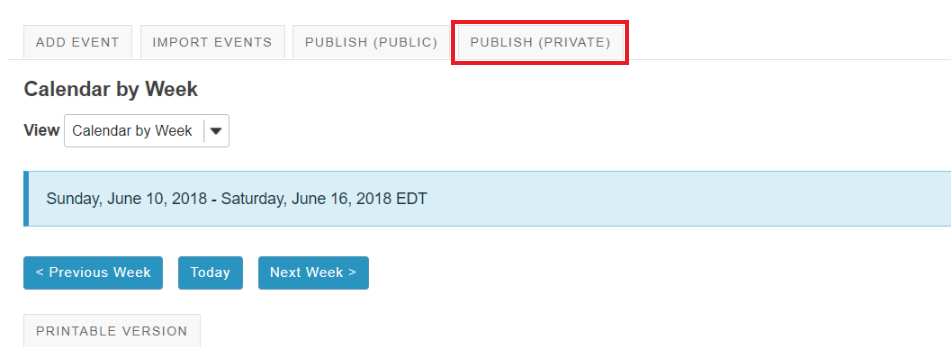 ADD EVENT IMPORT EVENTS PUBLISH (PUBLIC) PUBLISH (PRIVATE)
Calendar by Week
View Calendar by Week
Sunday, June 10, 2018 - Saturday, June 16, 2018 EDT
< Previous Week Today Next Week >
PRINTABLE VERSION